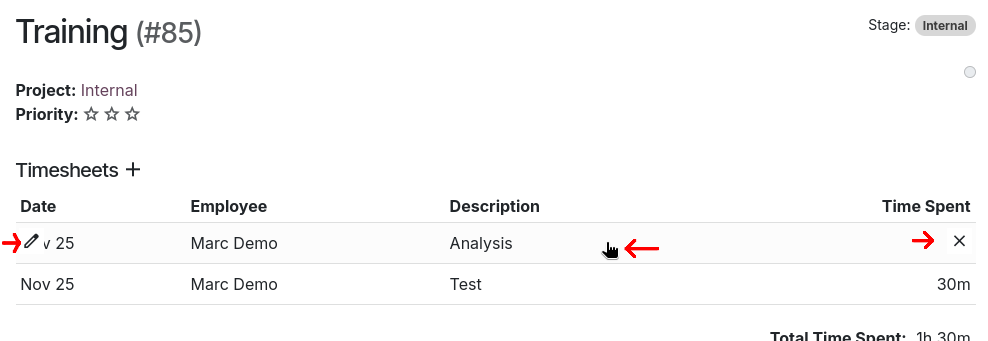 Training (#85)
Stage: Internal
Project: Internal
Priority:
Timesheets
Date Employee Description Time Spent
v 25 Marc Demo Analysis
Nov 25 Marc Demo Test 30m
Total Time Spent: 1h 30m